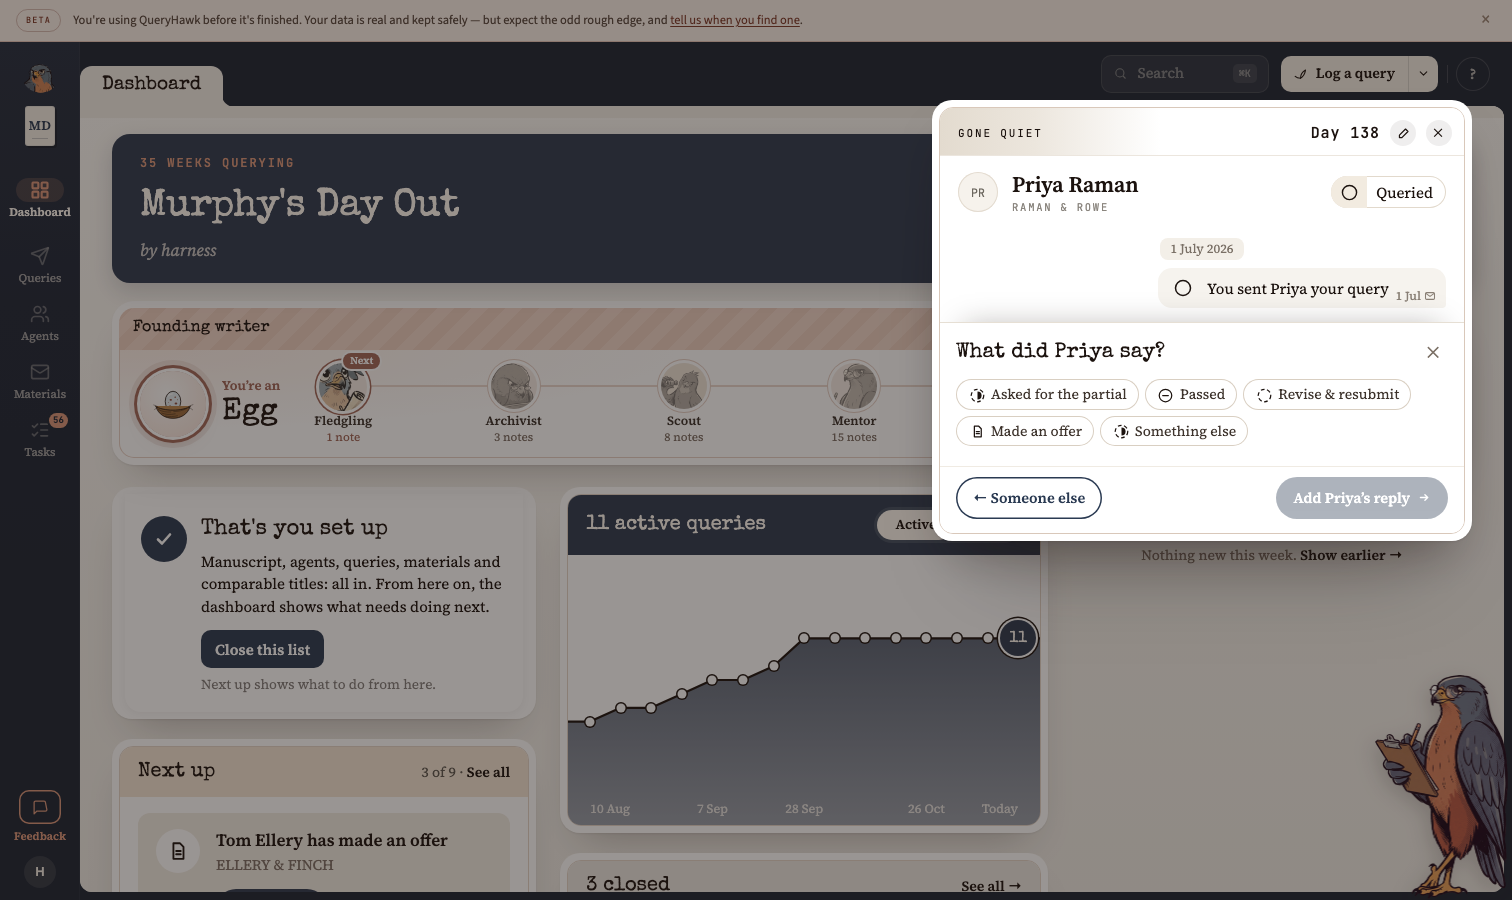 BETA
You're using QueryHawk before it's finished. Your data is real and kept safely — but expect the odd rough edge, and tell us when you find one.
×
Dashboard
Search
⌘K
Log a query
?
MD
Dashboard
Queries
Agents
Materials
56
Tasks
Feedback
H
35 WEEKS QUERYING
Murphy's Day Out
by harness
Founding writer
You're an
Egg
Next
Fledgling
1 note
Archivist
3 notes
Scout
8 notes
Mentor
15 notes
That's you set up
Manuscript, agents, queries, materials and
comparable titles: all in. From here on, the
dashboard shows what needs doing next.
Close this list
Next up shows what to do from here.
Next up
3 of 9 · See all
Tom Ellery has made an offer
ELLERY & FINCH
11 active queries
Active
11
10 Aug
7 Sep
28 Sep
26 Oct
Today
3 closed
See all →
GONE QUIET
Day 138
PR
Priya Raman
RAMAN & ROWE
Queried
1 July 2026
You sent Priya your query
1 Jul
What did Priya say?
Asked for the partial
Passed
Revise & resubmit
Made an offer
Something else
← Someone else
Add Priya's reply →
Nothing new this week. Show earlier →